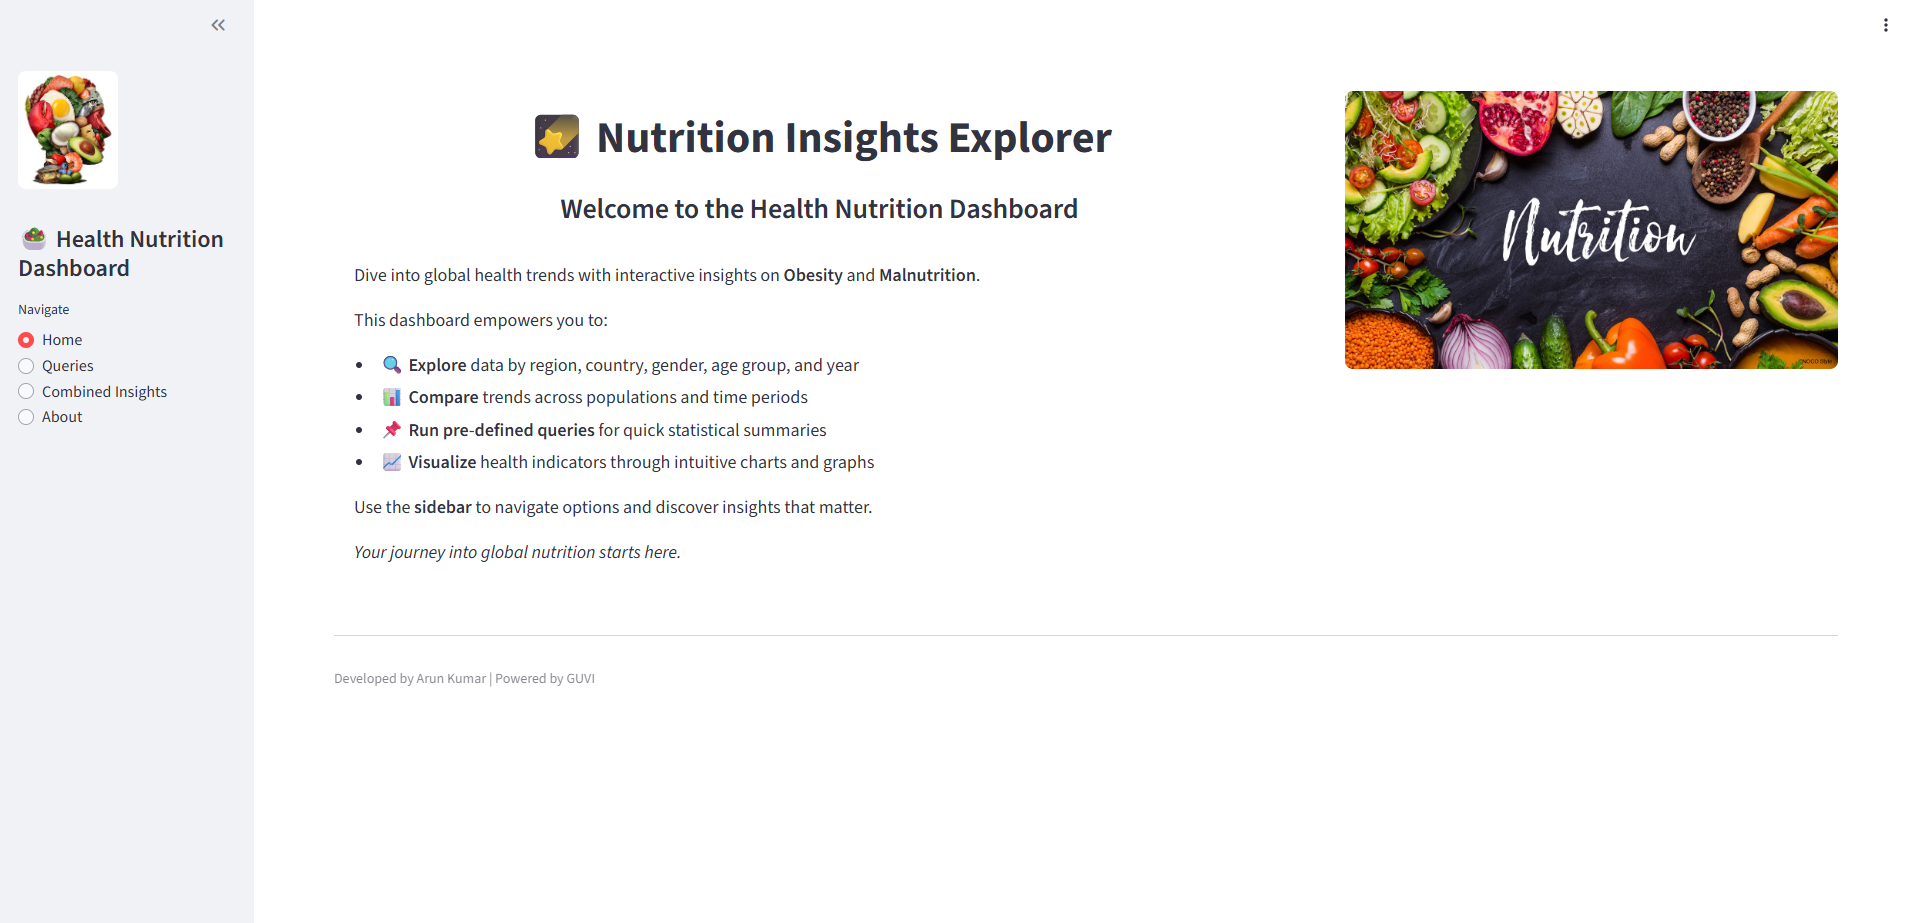 Health Nutrition
Dashboard
Navigate
Home
Queries
Combined Insights
About
Nutrition Insights Explorer
Welcome to the Health Nutrition Dashboard
Dive into global health trends with interactive insights on Obesity and Malnutrition.
This dashboard empowers you to:
• Explore data by region, country, gender, age group, and year
• Compare trends across populations and time periods
• Run pre-defined queries for quick statistical summaries
• Visualize health indicators through intuitive charts and graphs
Use the sidebar to navigate options and discover insights that matter.
Your journey into global nutrition starts here.
Nutrition
Developed by Arun Kumar | Powered by GUVI